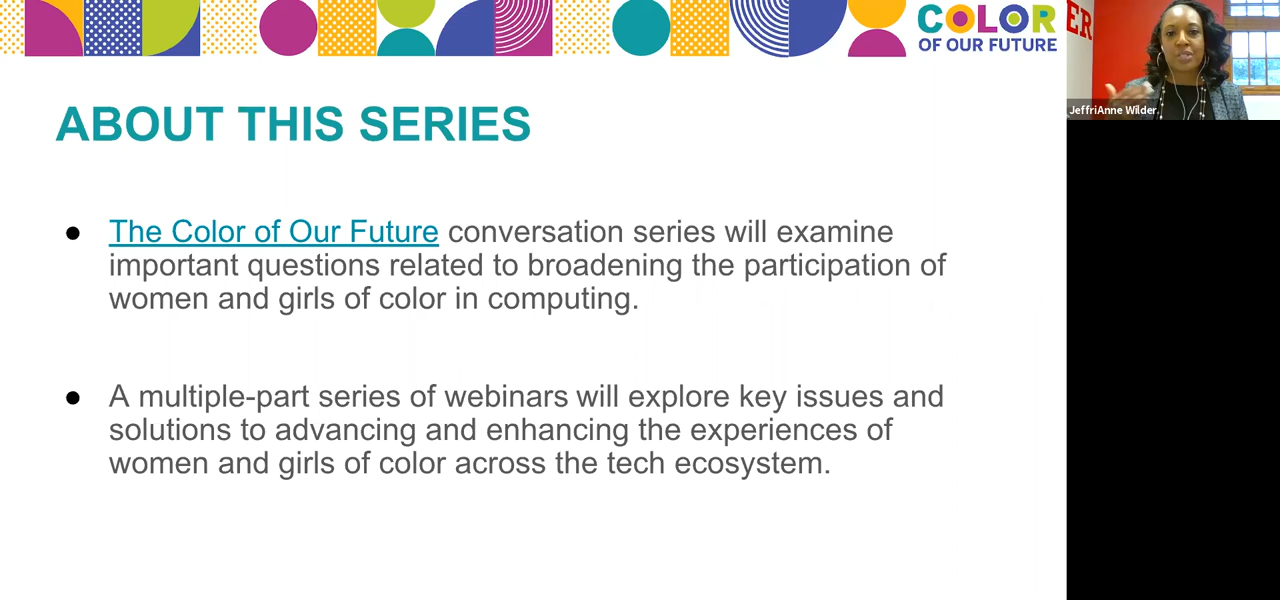 COLOR
OF OUR FUTURE
ER
JeffriAnne Wilder
ABOUT THIS SERIES
● The Color of Our Future conversation series will examine
important questions related to broadening the participation of
women and girls of color in computing.
● A multiple-part series of webinars will explore key issues and
solutions to advancing and enhancing the experiences of
women and girls of color across the tech ecosystem.